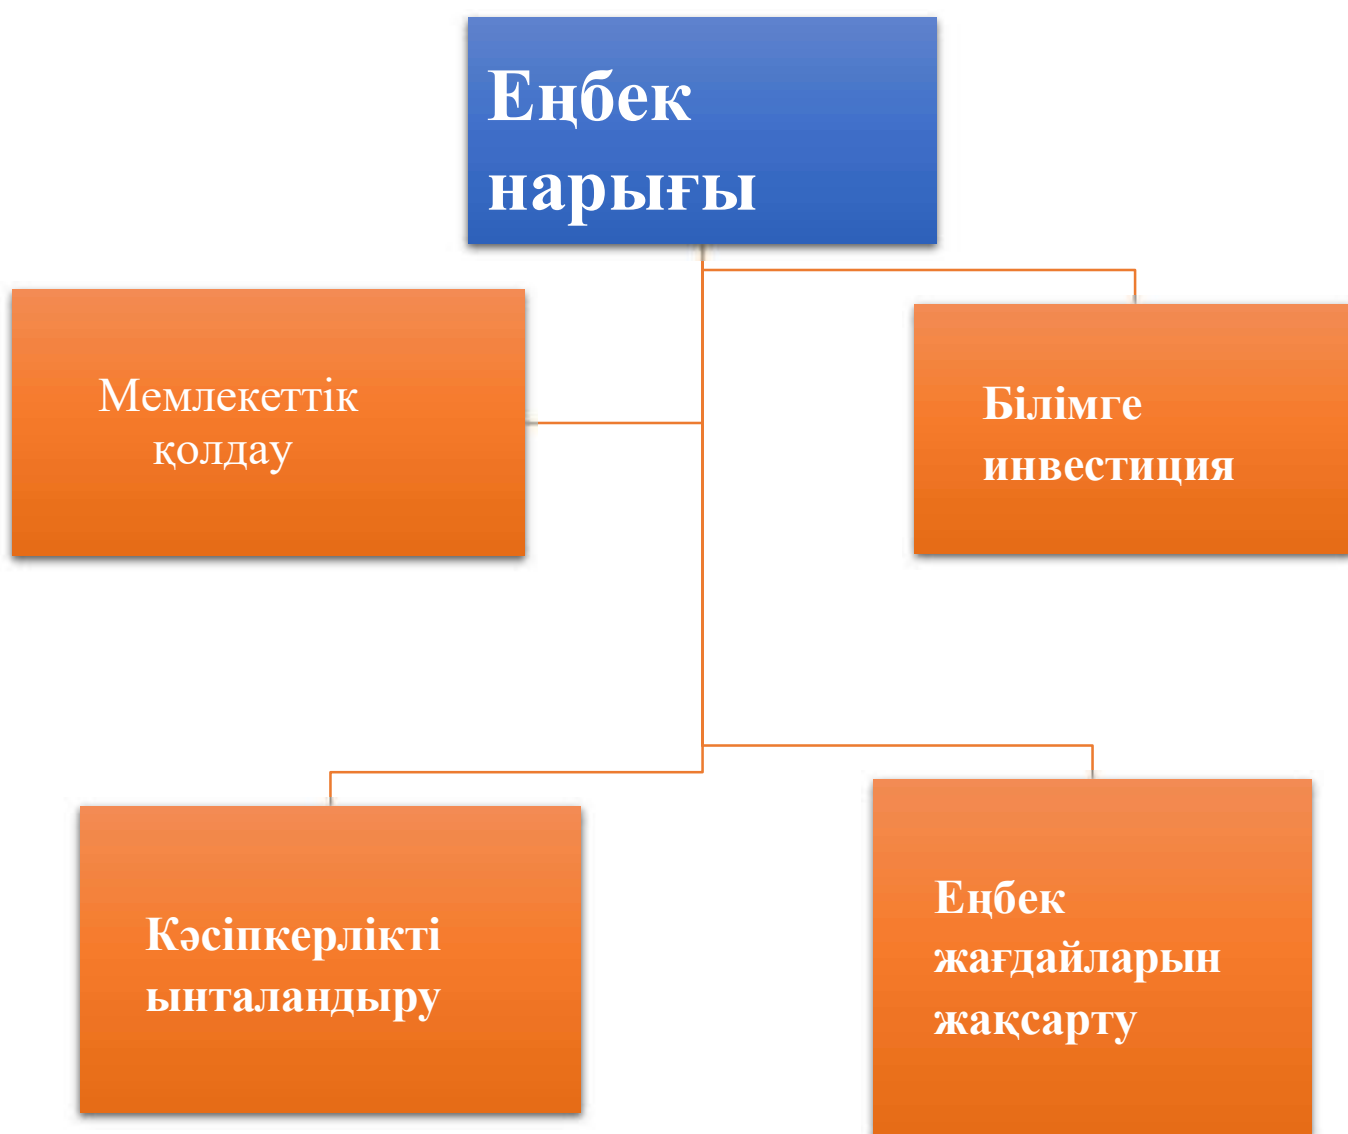 Еңбек
нарығы
Мемлекеттік
қолдау
Білімге
инвестиция
Кәсіпкерлікті
ынталандыру
Еңбек
жағдайларын
жақсарту